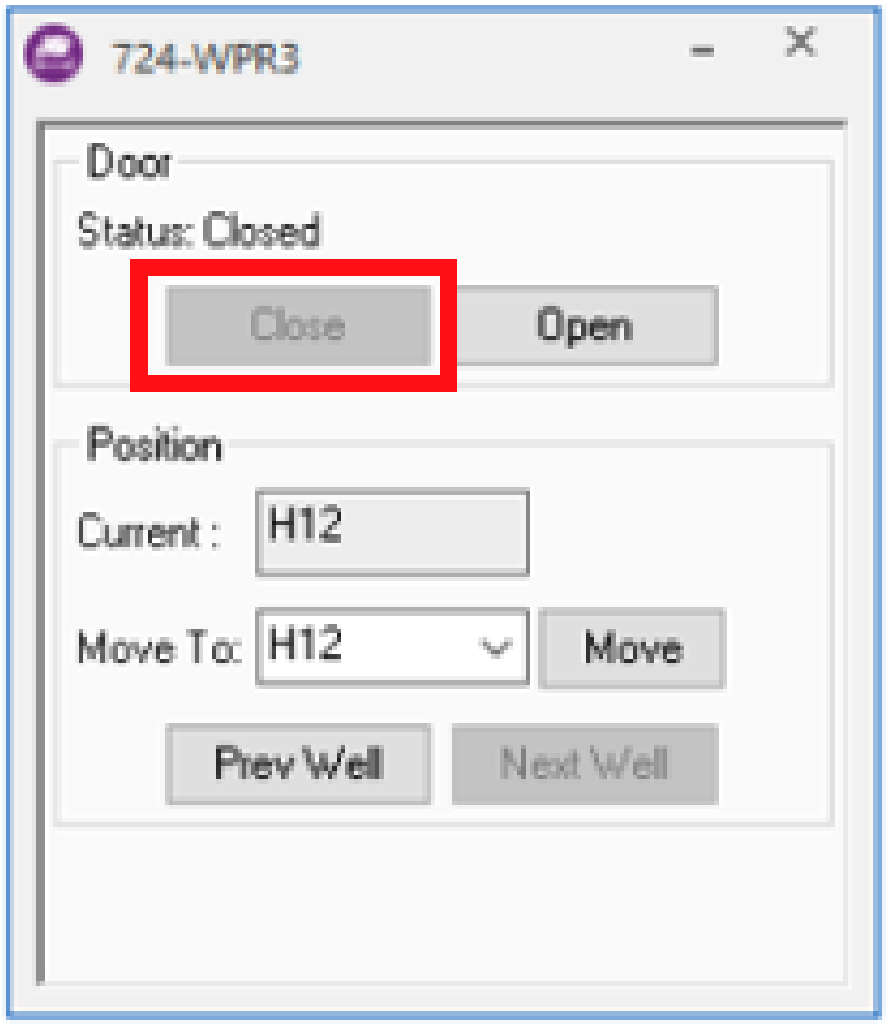 724-WPR3
Door
Status: Closed
Close Open
Position
Current : H12
Move To: H12 Move
Prev Well Next Well